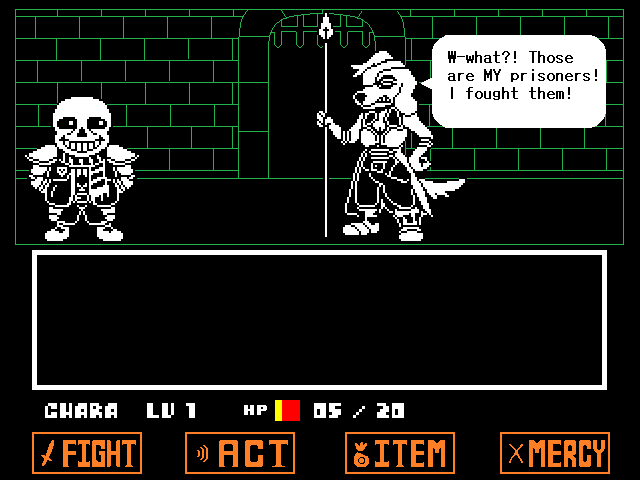 W-what?! Those
are MY prisoners!
I fought them!
CHARA LV 1 HP 05 / 20
FIGHT ACT ITEM MERCY